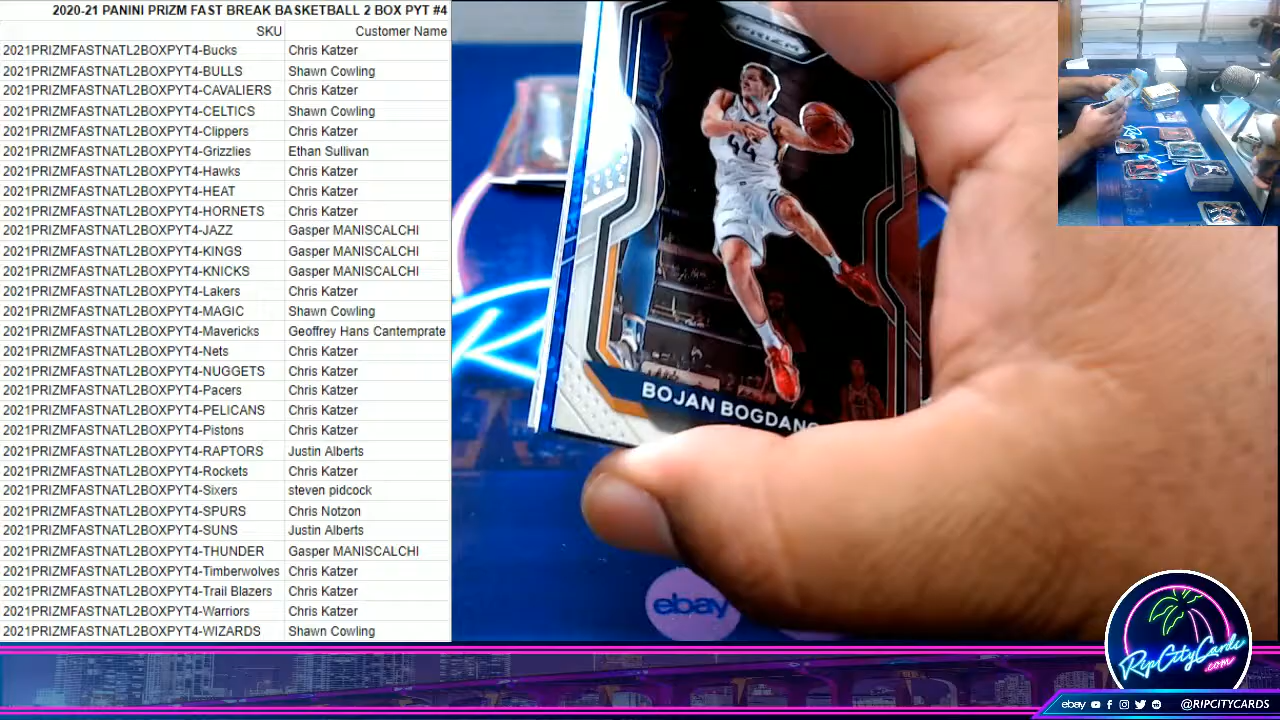 2020-21 PANINI PRIZM FAST BREAK BASKETBALL 2 BOX PYT #4
SKU Customer Name
2021PRIZMFASTNATL2BOXPYT4-Bucks Chris Katzer
2021PRIZMFASTNATL2BOXPYT4-BULLS Shawn Cowling
2021PRIZMFASTNATL2BOXPYT4-CAVALIERS Chris Katzer
2021PRIZMFASTNATL2BOXPYT4-CELTICS Shawn Cowling
2021PRIZMFASTNATL2BOXPYT4-Clippers Chris Katzer
2021PRIZMFASTNATL2BOXPYT4-Grizzlies Ethan Sullivan
2021PRIZMFASTNATL2BOXPYT4-Hawks Chris Katzer
2021PRIZMFASTNATL2BOXPYT4-HEAT Chris Katzer
2021PRIZMFASTNATL2BOXPYT4-HORNETS Chris Katzer
2021PRIZMFASTNATL2BOXPYT4-JAZZ Gasper MANISCALCHI
2021PRIZMFASTNATL2BOXPYT4-KINGS Gasper MANISCALCHI
2021PRIZMFASTNATL2BOXPYT4-KNICKS Gasper MANISCALCHI
2021PRIZMFASTNATL2BOXPYT4-Lakers Chris Katzer
2021PRIZMFASTNATL2BOXPYT4-MAGIC Shawn Cowling
2021PRIZMFASTNATL2BOXPYT4-Mavericks Geoffrey Hans Cantemprate
2021PRIZMFASTNATL2BOXPYT4-Nets Chris Katzer
2021PRIZMFASTNATL2BOXPYT4-NUGGETS Chris Katzer
2021PRIZMFASTNATL2BOXPYT4-Pacers Chris Katzer
2021PRIZMFASTNATL2BOXPYT4-PELICANS Chris Katzer
2021PRIZMFASTNATL2BOXPYT4-Pistons Chris Katzer
2021PRIZMFASTNATL2BOXPYT4-RAPTORS Justin Alberts
2021PRIZMFASTNATL2BOXPYT4-Rockets Chris Katzer
2021PRIZMFASTNATL2BOXPYT4-Sixers steven pidcock
2021PRIZMFASTNATL2BOXPYT4-SPURS Chris Notzon
2021PRIZMFASTNATL2BOXPYT4-SUNS Justin Alberts
2021PRIZMFASTNATL2BOXPYT4-THUNDER Gasper MANISCALCHI
2021PRIZMFASTNATL2BOXPYT4-Timberwolves Chris Katzer
2021PRIZMFASTNATL2BOXPYT4-Trail Blazers Chris Katzer
2021PRIZMFASTNATL2BOXPYT4-Warriors Chris Katzer
2021PRIZMFASTNATL2BOXPYT4-WIZARDS Shawn Cowling
PRIZM
44
BOJAN BOGDANO
ebay
RipCityCards
.com
ebay @RIPCITYCARDS